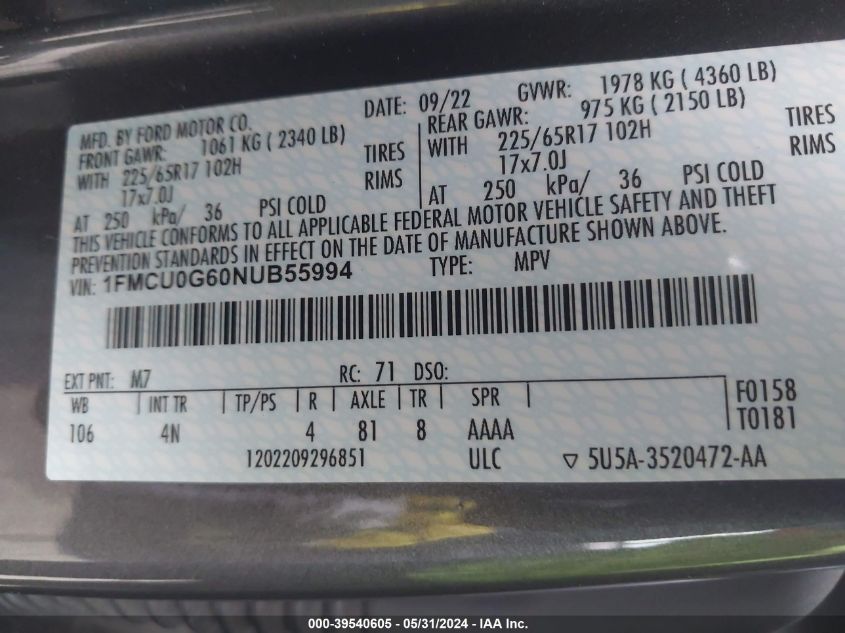 MFD. BY FORD MOTOR CO. DATE: 09/22 GVWR: 1978 KG ( 4360 LB)
FRONT GAWR: 1061 KG ( 2340 LB) REAR GAWR: 975 KG ( 2150 LB)
WITH 225/65R17 102H TIRES WITH 225/65R17 102H TIRES
17x7.0J RIMS 17x7.0J RIMS
AT 250 kPa/ 36 PSI COLD AT 250 kPa/ 36 PSI COLD
THIS VEHICLE CONFORMS TO ALL APPLICABLE FEDERAL MOTOR VEHICLE SAFETY AND THEFT
PREVENTION STANDARDS IN EFFECT ON THE DATE OF MANUFACTURE SHOWN ABOVE.
VIN: 1FMCU0G60NUB55994 TYPE: MPV
EXT PNT: M7 RC: 71 DSO:
WB INT TR TP/PS R AXLE TR SPR F0158
106 4N 4 81 8 AAAA T0181
1202209296851 ULC ▽ 5U5A-3520472-AA
000-39540605 - 05/31/2024 - IAA Inc.